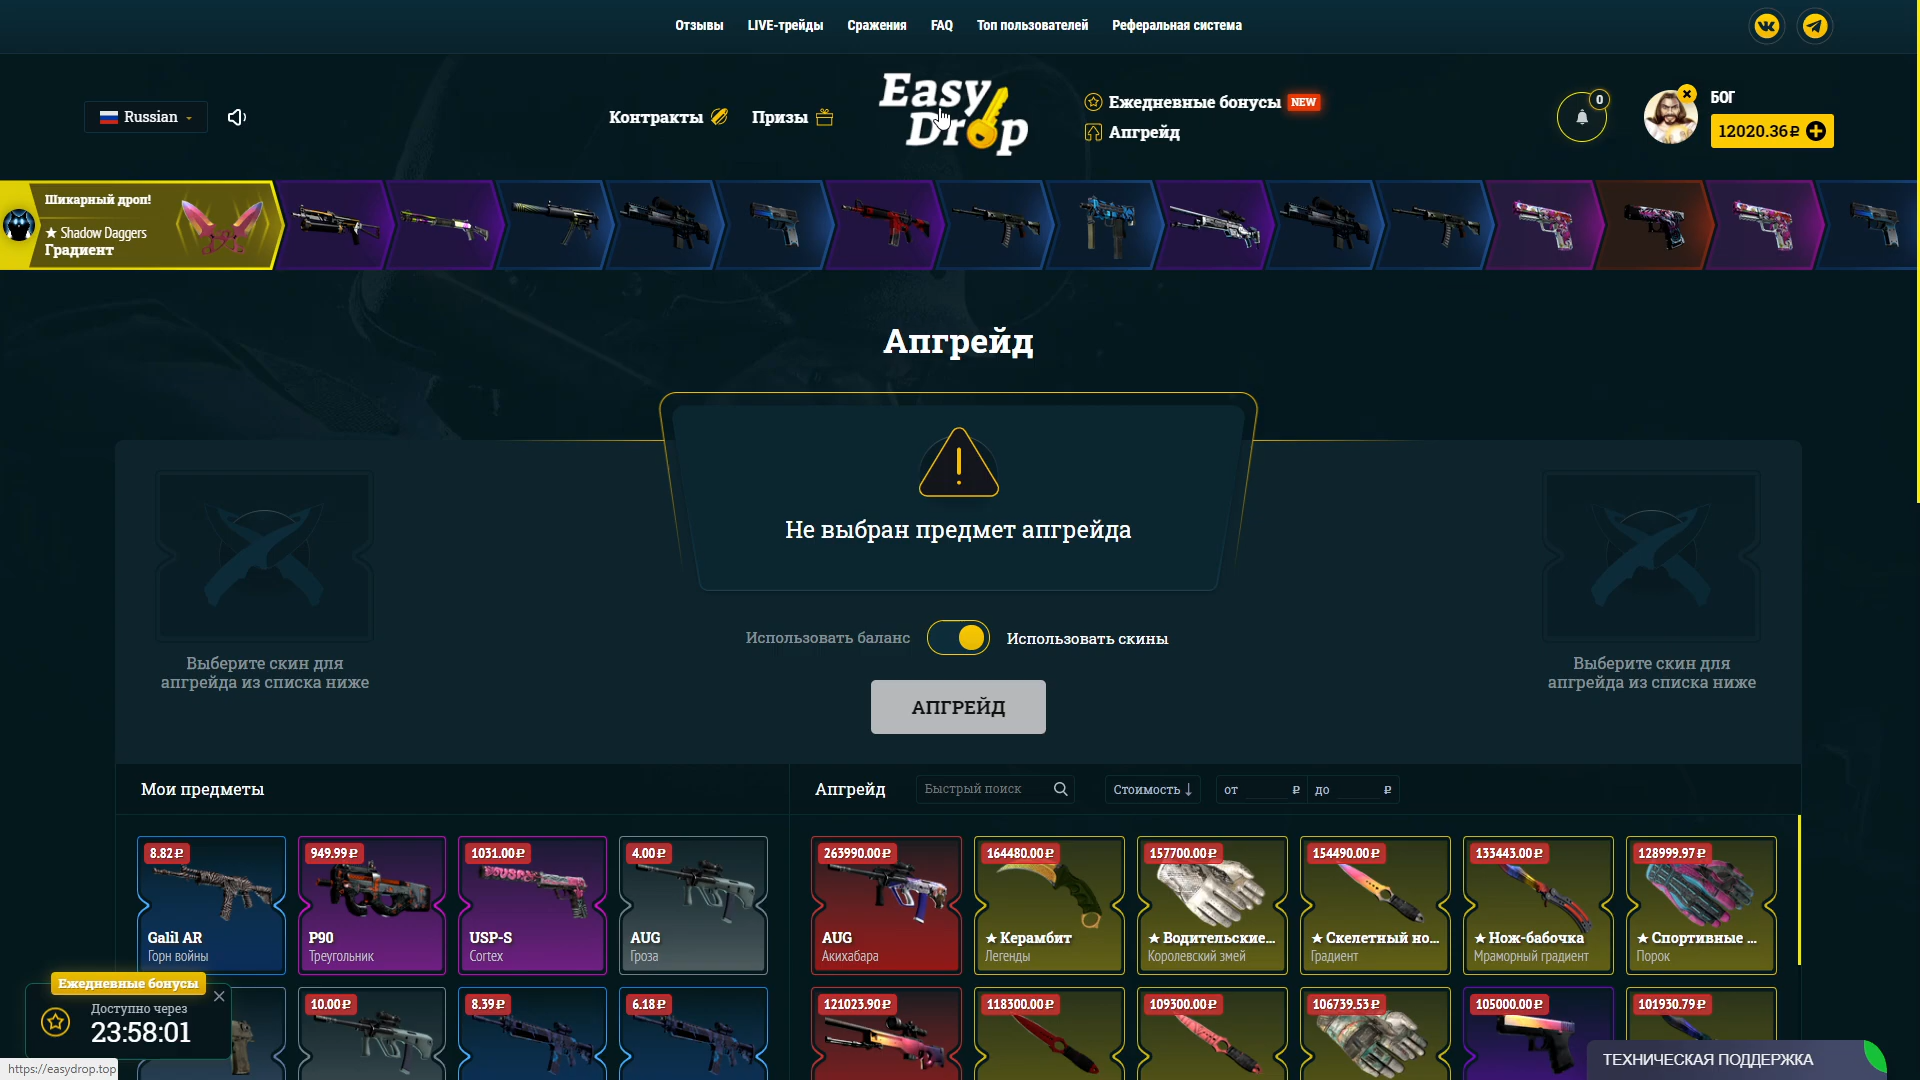 Отзывы
LIVE-трейды
Сражения
FAQ
Топ пользователей
Реферальная система
Russian
Контракты
Призы
Easy
Drop
Ежедневные бонусы NEW
Апгрейд
0
БОГ
12020.36₽
Шикарный дроп!
★ Shadow Daggers
Градиент
Апгрейд
Не выбран предмет апгрейда
Использовать баланс
Использовать скины
Выберите скин для
апгрейда из списка ниже
Выберите скин для
апгрейда из списка ниже
АПГРЕЙД
Мои предметы
Апгрейд
Быстрый поиск
Стоимость ↓
от ₽
до ₽
8.82₽
Galil AR
Горн войны
949.99₽
P90
Треугольник
1031.00₽
USP-S
Cortex
4.00₽
AUG
Гроза
263990.00₽
AUG
Акихабара
164480.00₽
★ Керамбит
Легенды
157700.00₽
★ Водительские...
Королевский змей
154490.00₽
★ Скелетный но...
Градиент
133443.00₽
★ Нож-бабочка
Мраморный градиент
128999.97₽
★ Спортивные ...
Порок
10.00₽
8.39₽
6.18₽
121023.90₽
118300.00₽
109300.00₽
106739.53₽
105000.00₽
101930.79₽
Ежедневные бонусы
Доступно через
23:58:01
https://easydrop.top
ТЕХНИЧЕСКАЯ ПОДДЕРЖКА